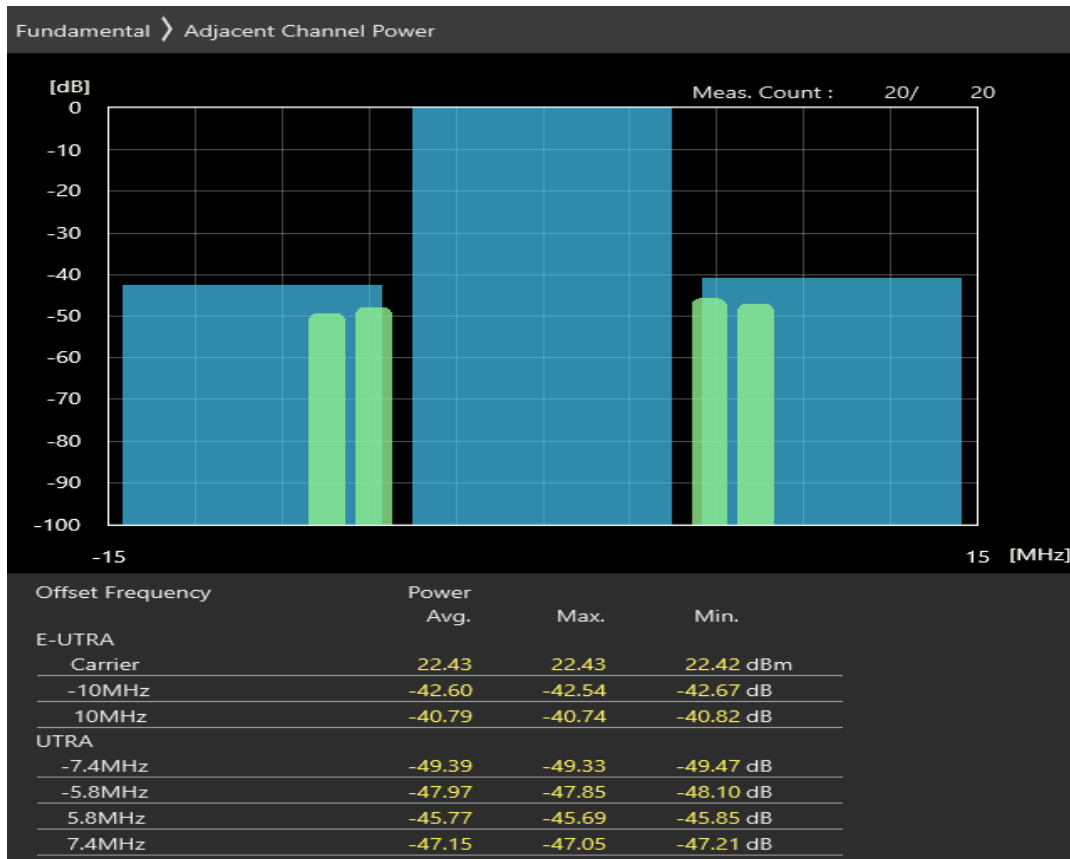 Fundamental ❯ Adjacent Channel Power
[dB]
Meas. Count : 20/ 20
0
-10
-20
-30
-40
-50
-60
-70
-80
-90
-100
-15 15 [MHz]
Offset Frequency Power
Avg. Max. Min.
E-UTRA
Carrier 22.43 22.43 22.42 dBm
-10MHz -42.60 -42.54 -42.67 dB
10MHz -40.79 -40.74 -40.82 dB
UTRA
-7.4MHz -49.39 -49.33 -49.47 dB
-5.8MHz -47.97 -47.85 -48.10 dB
5.8MHz -45.77 -45.69 -45.85 dB
7.4MHz -47.15 -47.05 -47.21 dB